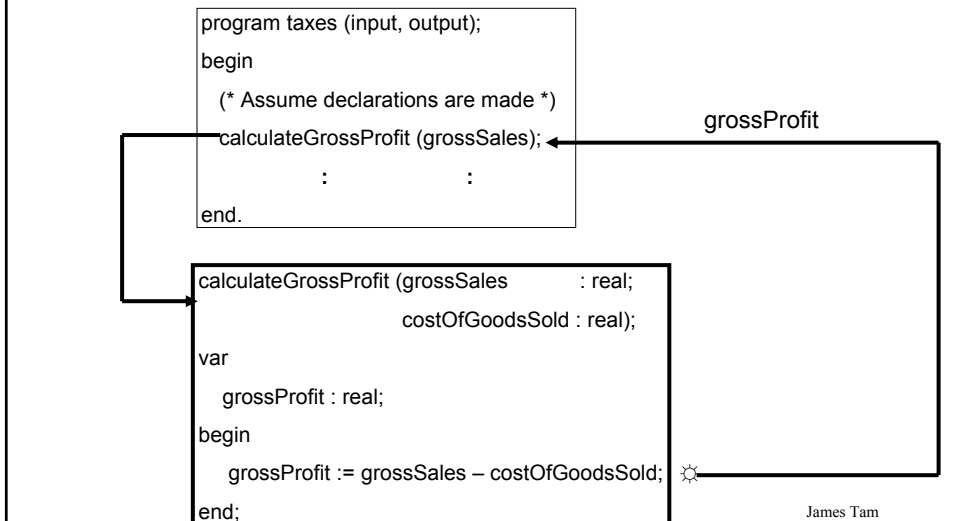 program taxes (input, output);
begin
(* Assume declarations are made *)
calculateGrossProfit (grossSales);
: :
end.
grossProfit
calculateGrossProfit (grossSales : real;
costOfGoodsSold : real);
var
grossProfit : real;
begin
grossProfit := grossSales – costOfGoodsSold;
end;
James Tam